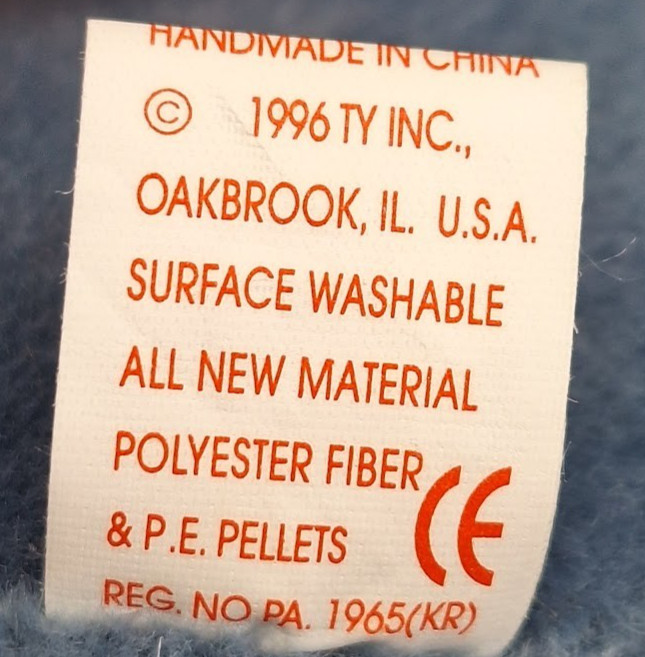 HANDMADE IN CHINA
© 1996 TY INC.,
OAKBROOK, IL. U.S.A.
SURFACE WASHABLE
ALL NEW MATERIAL
POLYESTER FIBER
& P.E. PELLETS CE
REG. NO PA. 1965(KR)